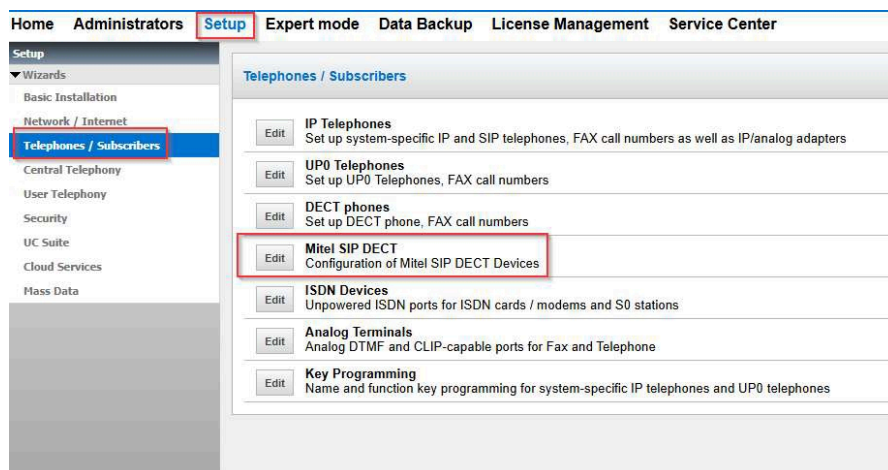 Home Administrators Setup Expert mode Data Backup License Management Service Center
Setup
Wizards
Basic Installation
Network / Internet
Telephones / Subscribers
Central Telephony
User Telephony
Security
UC Suite
Cloud Services
Mass Data
Telephones / Subscribers
Edit
IP Telephones
Set up system-specific IP and SIP telephones, FAX call numbers as well as IP/analog adapters
Edit
UP0 Telephones
Set up UP0 Telephones, FAX call numbers
Edit
DECT phones
Set up DECT phone, FAX call numbers
Edit
Mitel SIP DECT
Configuration of Mitel SIP DECT Devices
Edit
ISDN Devices
Unpowered ISDN ports for ISDN cards / modems and S0 stations
Edit
Analog Terminals
Analog DTMF and CLIP-capable ports for Fax and Telephone
Edit
Key Programming
Name and function key programming for system-specific IP telephones and UP0 telephones